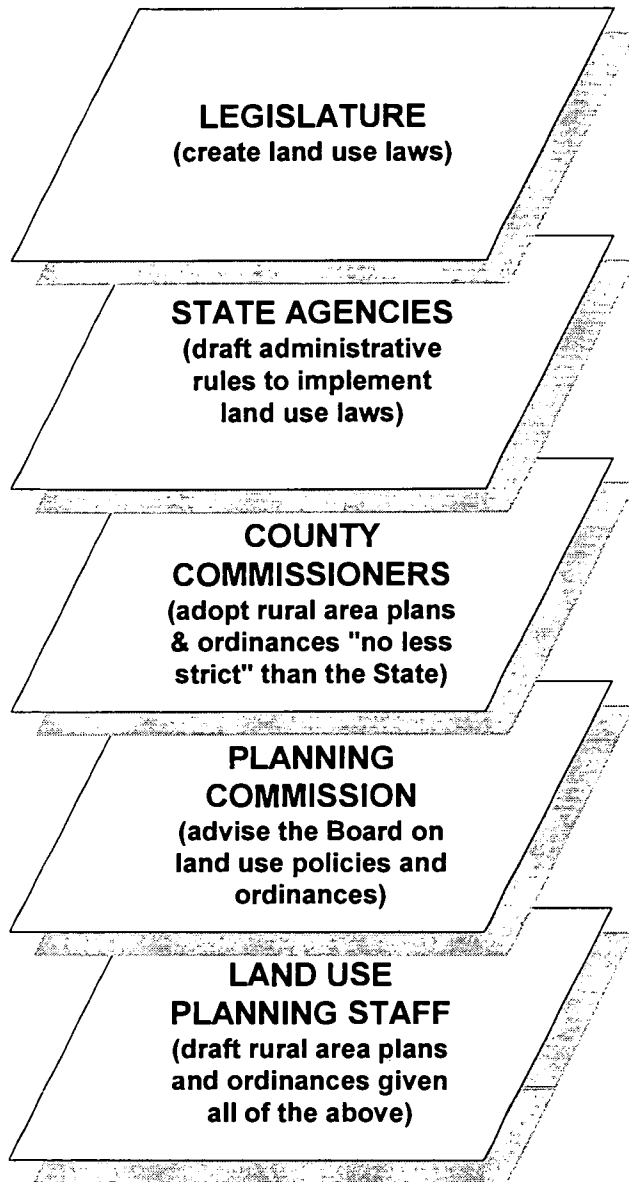 LEGISLATURE
(create land use laws)
STATE AGENCIES
(draft administrative
rules to implement
land use laws)
COUNTY
COMMISSIONERS
(adopt rural area plans
& ordinances "no less
strict" than the State)
PLANNING
COMMISSION
(advise the Board on
land use policies and
ordinances)
LAND USE
PLANNING STAFF
(draft rural area plans
and ordinances given
all of the above)